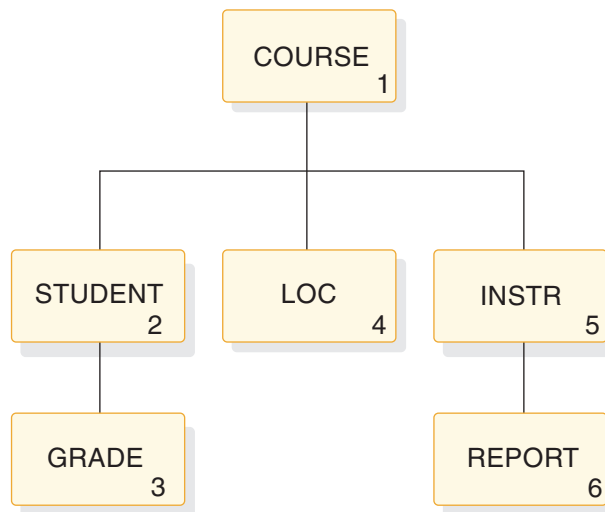 COURSE
1
STUDENT
2
LOC
4
INSTR
5
GRADE
3
REPORT
6